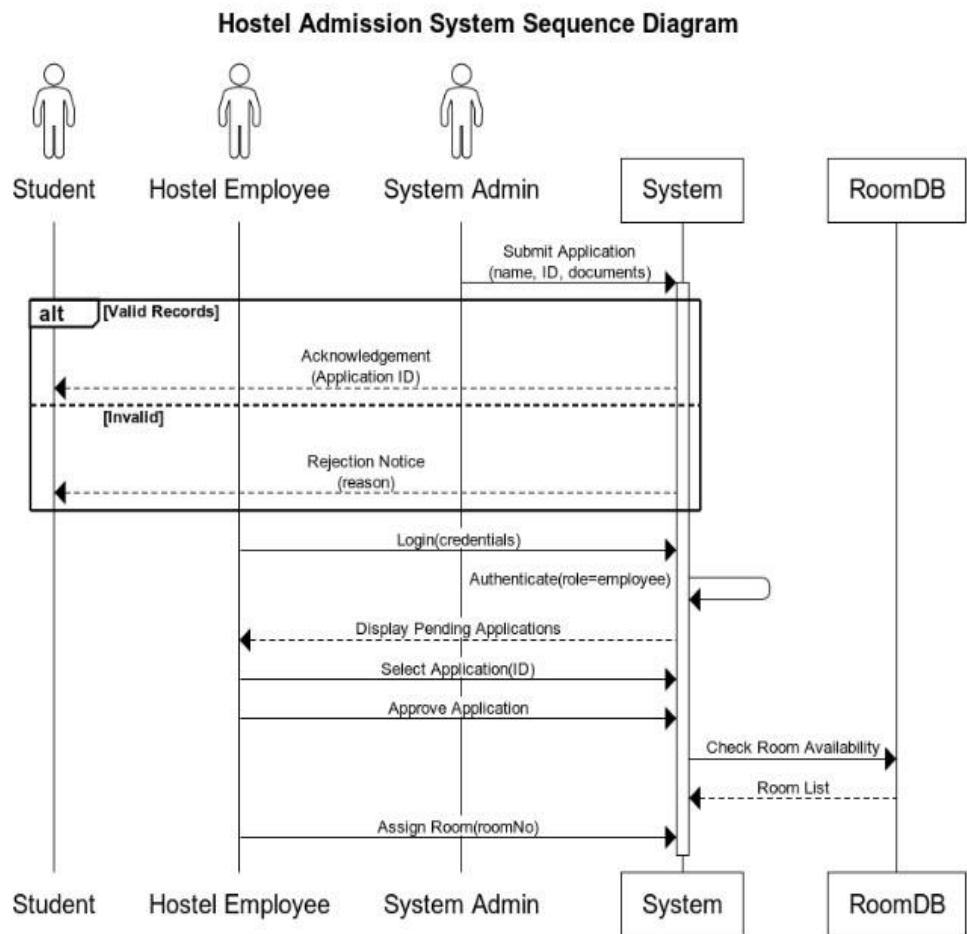 Hostel Admission System Sequence Diagram
Student
Hostel Employee
System Admin
System
RoomDB
Submit Application
(name, ID, documents)
alt
[Valid Records]
Acknowledgement
(Application ID)
[Invalid]
Rejection Notice
(reason)
Login(credentials)
Authenticate(role=employee)
Display Pending Applications
Select Application(ID)
Approve Application
Check Room Availability
Room List
Assign Room(roomNo)
Student
Hostel Employee
System Admin
System
RoomDB